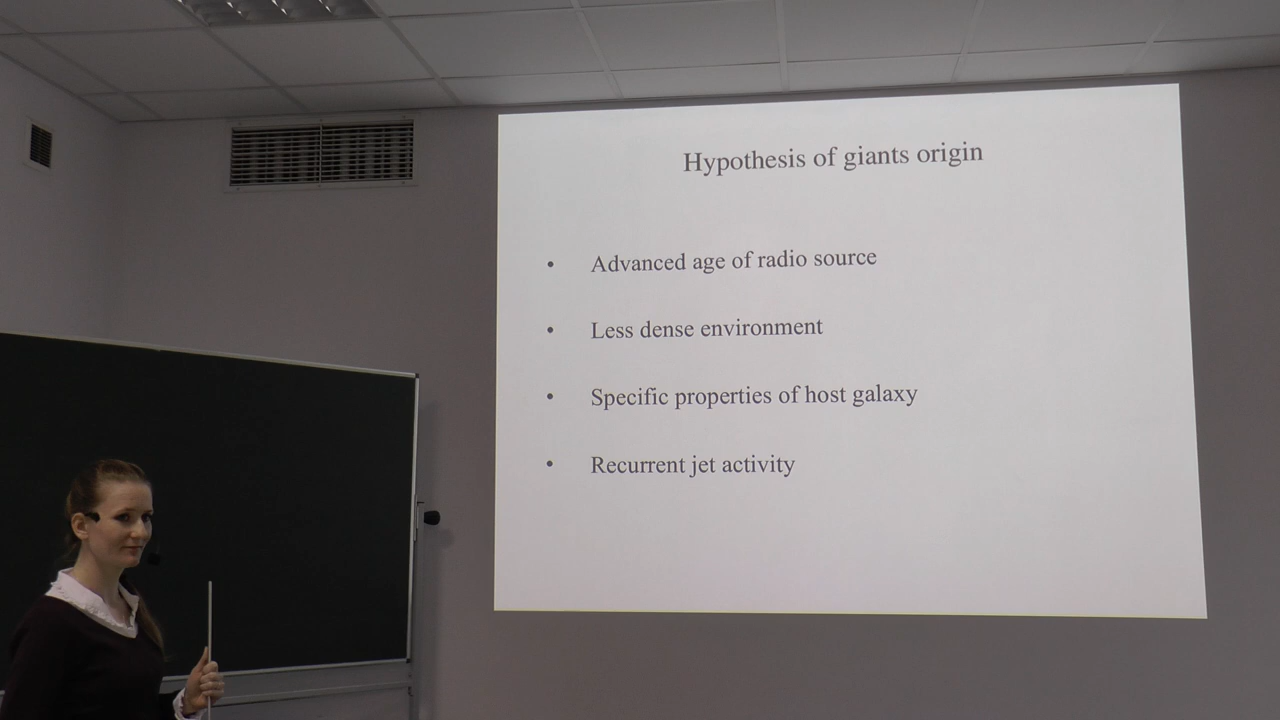 Hypothesis of giants origin
• Advanced age of radio source
• Less dense environment
• Specific properties of host galaxy
• Recurrent jet activity